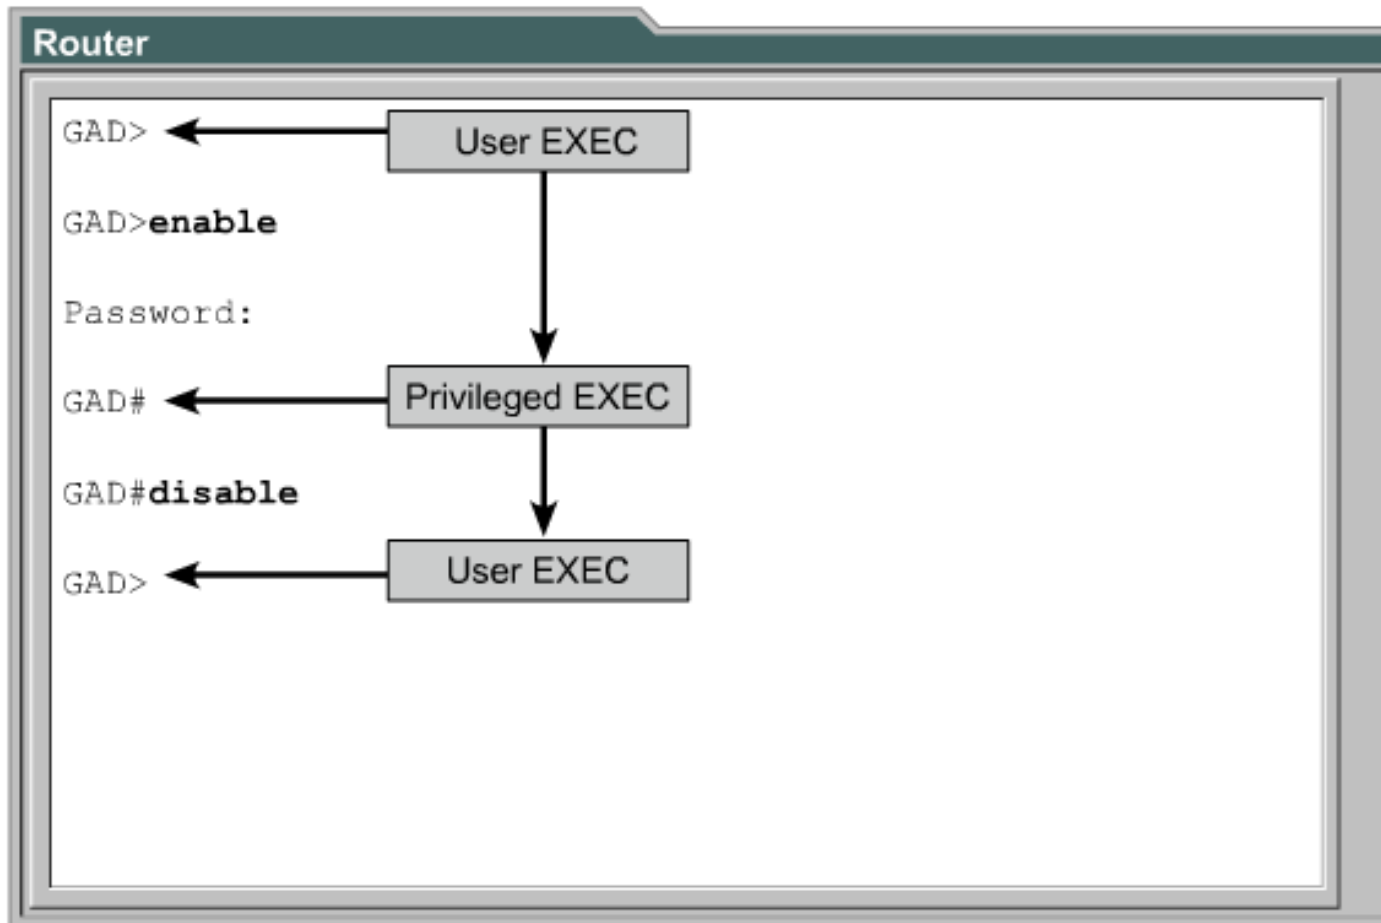 Router
GAD>
User EXEC
GAD>enable
Password:
GAD#
Privileged EXEC
GAD#disable
GAD>
User EXEC